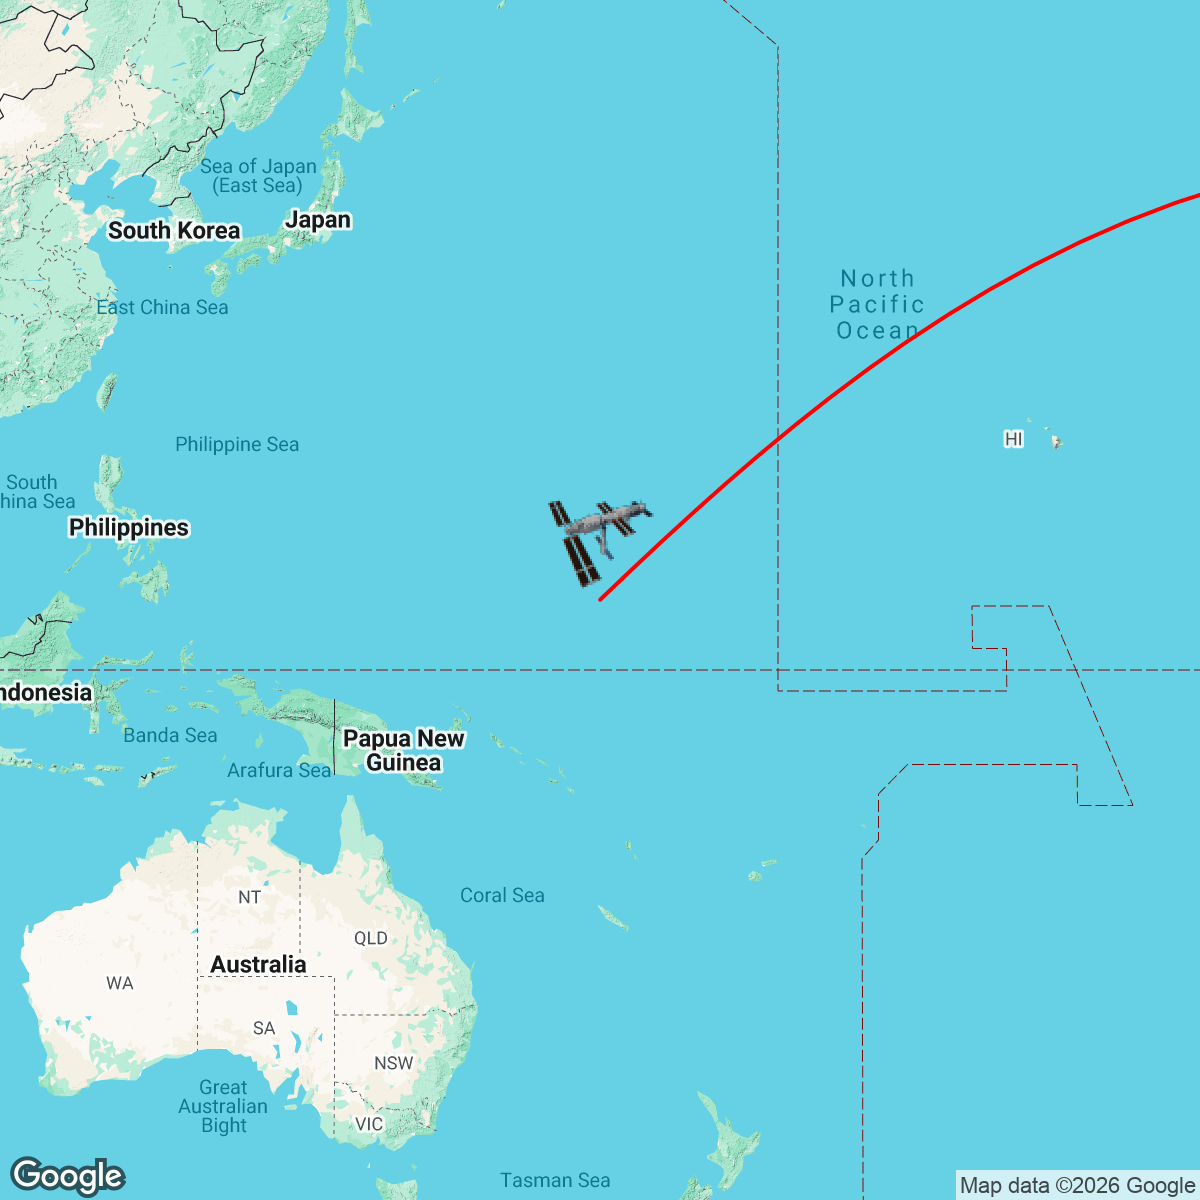 Sea of Japan
(East Sea)
South Korea
Japan
North
Pacific
Ocean
East China Sea
Philippine Sea
HI
South
hina Sea
Philippines
ndonesia
Banda Sea
Papua New
Guinea
Arafura Sea
NT
Coral Sea
QLD
Australia
WA
SA
NSW
Great
Australian
Bight
VIC
Tasman Sea
Google
Map data ©2026 Google